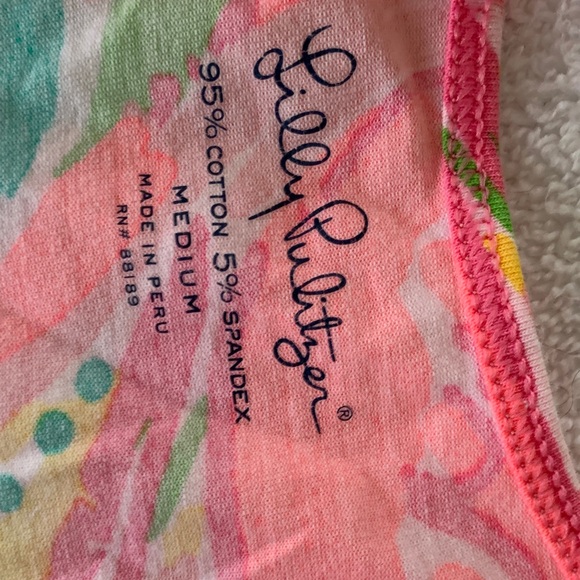 Lilly Pulitzer®
95% COTTON 5% SPANDEX
MEDIUM
MADE IN PERU
RN# 88189